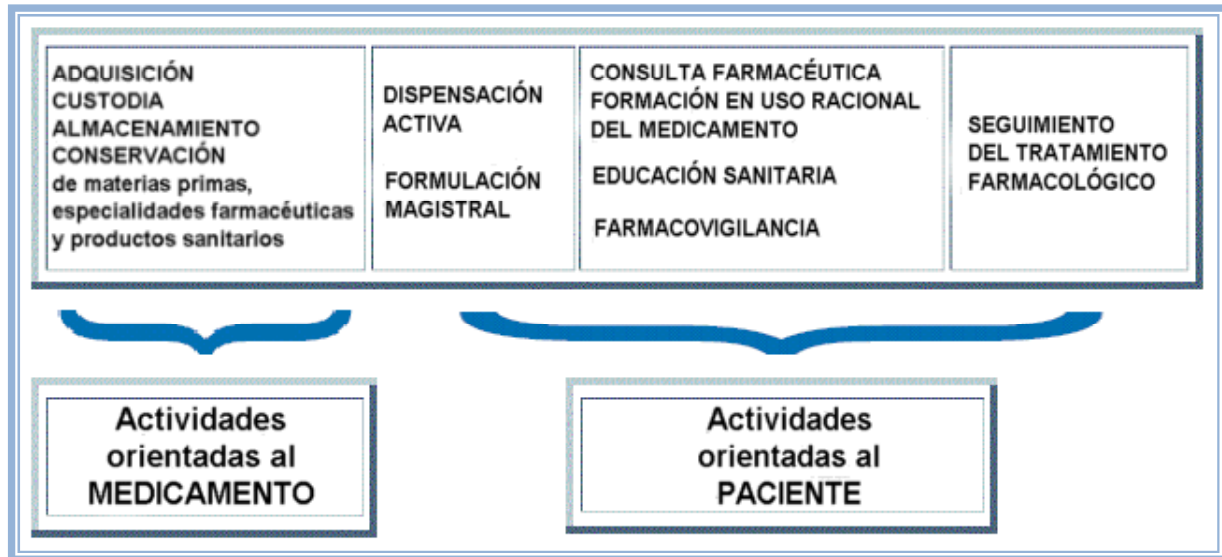 ADQUISICIÓN
CUSTODIA
ALMACENAMIENTO
CONSERVACIÓN
de materias primas,
especialidades farmacéuticas
y productos sanitarios
DISPENSACIÓN
ACTIVA
FORMULACIÓN
MAGISTRAL
CONSULTA FARMACÉUTICA
FORMACIÓN EN USO RACIONAL
DEL MEDICAMENTO
EDUCACIÓN SANITARIA
FARMACOVIGILANCIA
SEGUIMIENTO
DEL TRATAMIENTO
FARMACOLÓGICO
Actividades
orientadas al
MEDICAMENTO
Actividades
orientadas al
PACIENTE